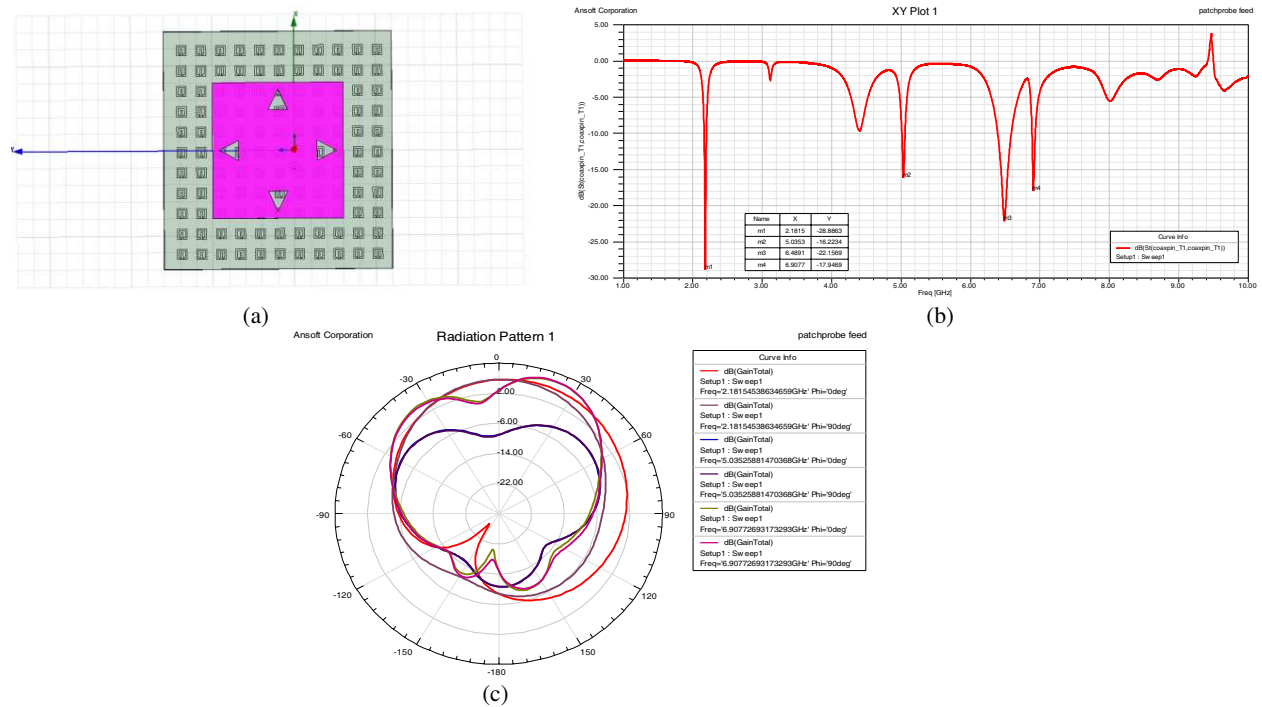 X
Y
(a)
Ansoft Corporation
XY Plot 1
patchprobe feed
dB(St(coaxpin_T1,coaxpin_T1))
5.00
0.00
-5.00
-10.00
-15.00
-20.00
-25.00
-30.00
m1
m2
m3
m4
Name X Y
m1 2.1815 -28.8863
m2 5.0353 -16.2234
m3 6.4891 -22.1569
m4 6.9077 -17.9469
Curve Info
dB(St(coaxpin_T1,coaxpin_T1))
Setup1 : Sweep1
1.00 2.00 3.00 4.00 5.00 6.00 7.00 8.00 9.00 10.00
Freq [GHz]
(b)
Ansoft Corporation
Radiation Pattern 1
patchprobe feed
0
-30
30
-60
60
-90
90
-120
120
-150
150
-180
2.00
-6.00
-14.00
-22.00
Curve Info
dB(GainTotal)
Setup1 : Sweep1
Freq='2.18154538634659GHz' Phi='0deg'
dB(GainTotal)
Setup1 : Sweep1
Freq='2.18154538634659GHz' Phi='90deg'
dB(GainTotal)
Setup1 : Sweep1
Freq='5.03525881470368GHz' Phi='0deg'
dB(GainTotal)
Setup1 : Sweep1
Freq='5.03525881470368GHz' Phi='90deg'
dB(GainTotal)
Setup1 : Sweep1
Freq='6.90772693173293GHz' Phi='0deg'
dB(GainTotal)
Setup1 : Sweep1
Freq='6.90772693173293GHz' Phi='90deg'
(c)